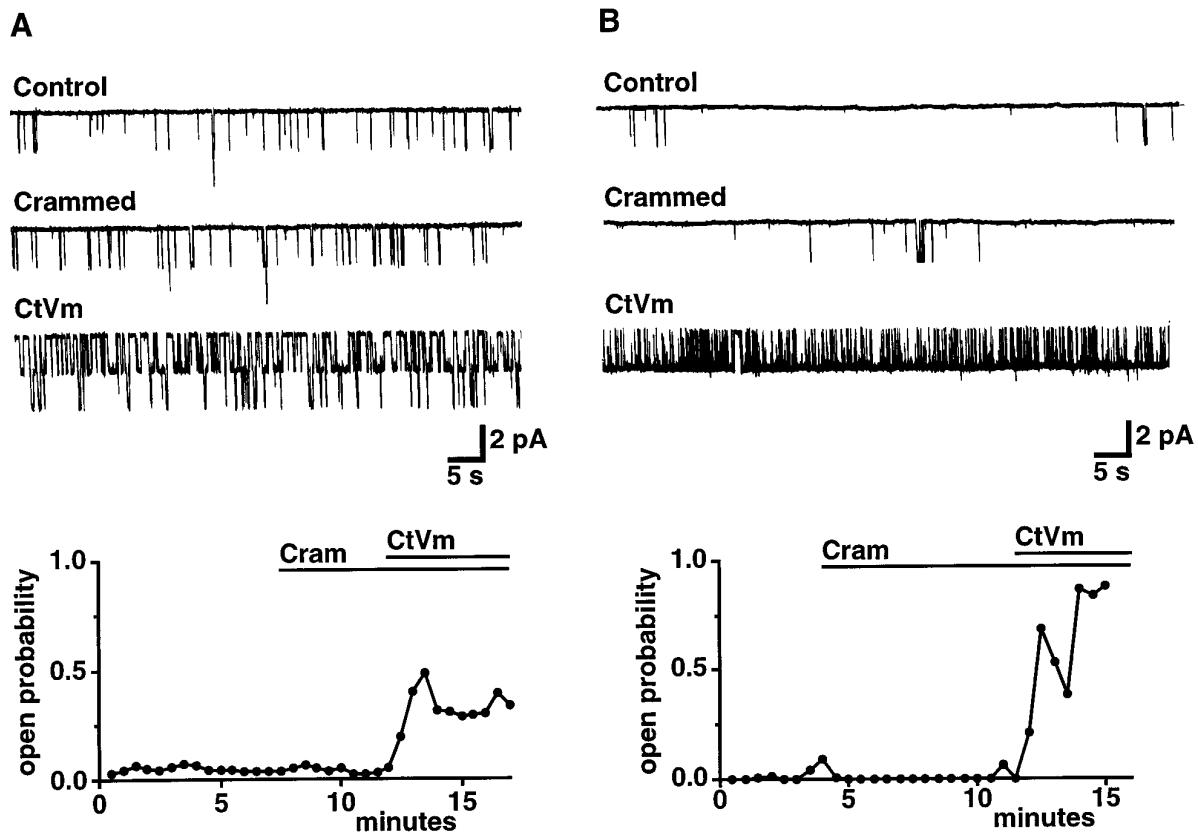 A
Control
Crammed
CtVm
2 pA
5 s
CtVm
Cram
1.0
0.5
0.0
open probability
0
5
10
15
minutes
B
Control
Crammed
CtVm
2 pA
5 s
CtVm
Cram
1.0
0.5
0.0
open probability
0
5
10
15
minutes